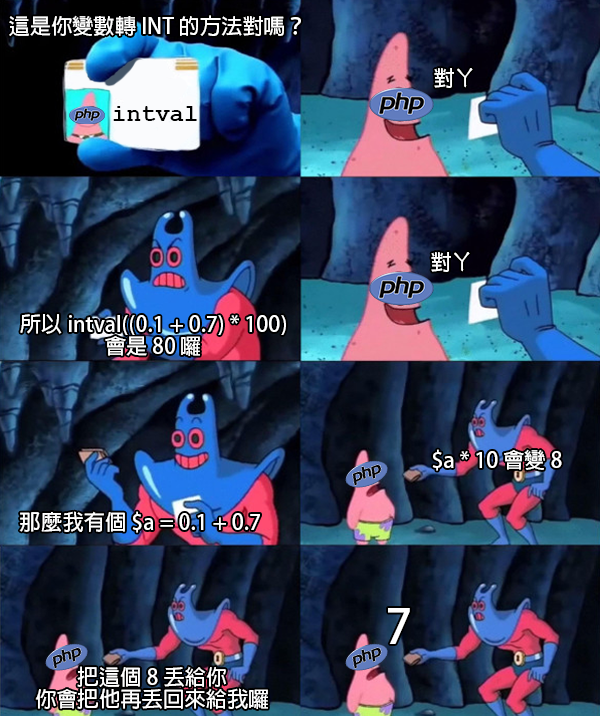 這是你變數轉 INT 的方法對嗎？
php
intval
對ㄚ
php
所以 intval((0.1 + 0.7) * 100)
會是 80 囉
對ㄚ
php
那麼我有個 $a = 0.1 + 0.7
$a * 10 會變 8
php
php
把這個 8 丟給你
你會把他再丟回來給我囉
7
php